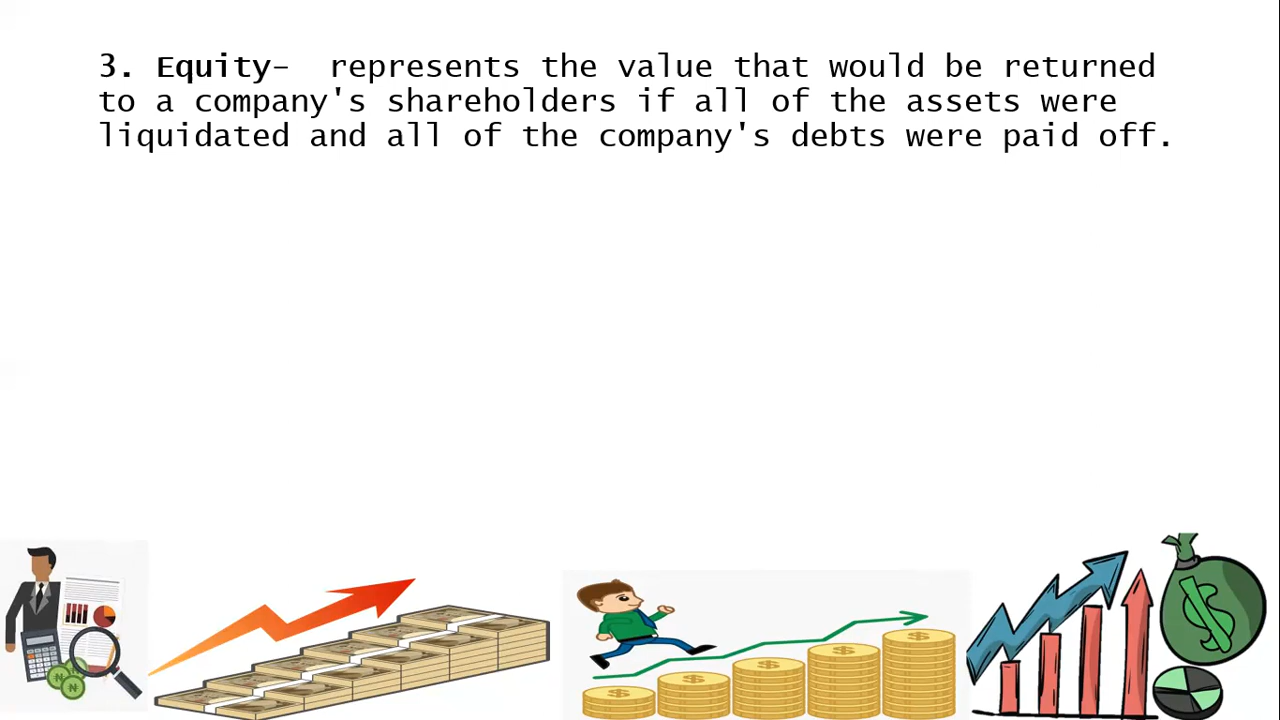 3. Equity– represents the value that would be returned
to a company's shareholders if all of the assets were
liquidated and all of the company's debts were paid off.